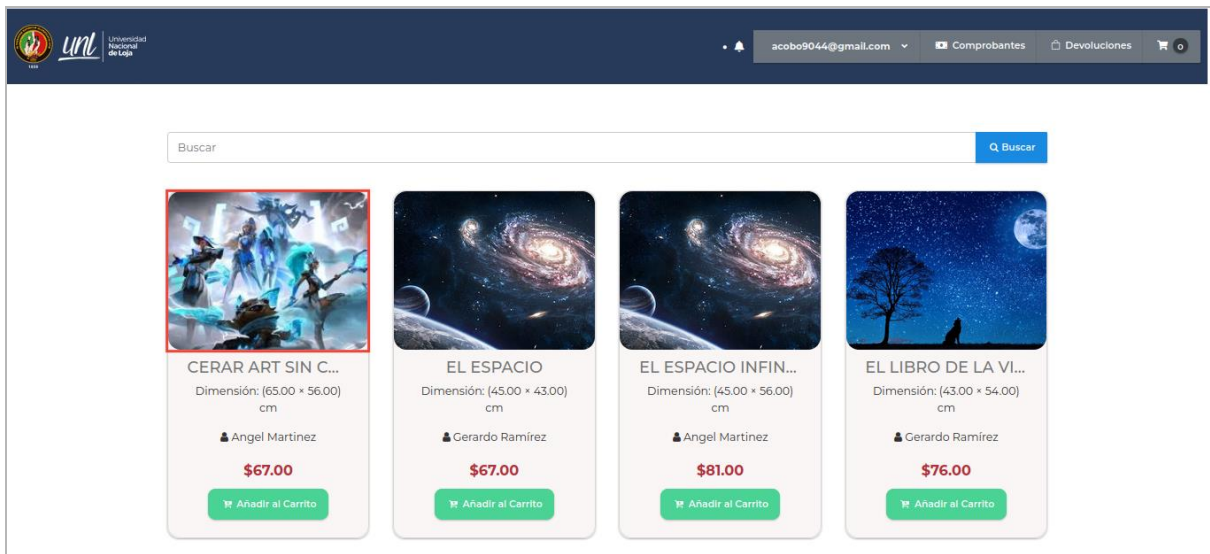 unl
Universidad
Nacional
de Loja
1859
acobo9044@gmail.com
Comprobantes
Devoluciones
0
Buscar
Buscar
CERAR ART SIN C...
Dimensión: (65.00 × 56.00)
cm
Angel Martinez
$67.00
Añadir al Carrito
EL ESPACIO
Dimensión: (45.00 × 43.00)
cm
Gerardo Ramírez
$67.00
Añadir al Carrito
EL ESPACIO INFIN...
Dimensión: (45.00 × 56.00)
cm
Angel Martinez
$81.00
Añadir al Carrito
EL LIBRO DE LA VI...
Dimensión: (43.00 × 54.00)
cm
Gerardo Ramírez
$76.00
Añadir al Carrito